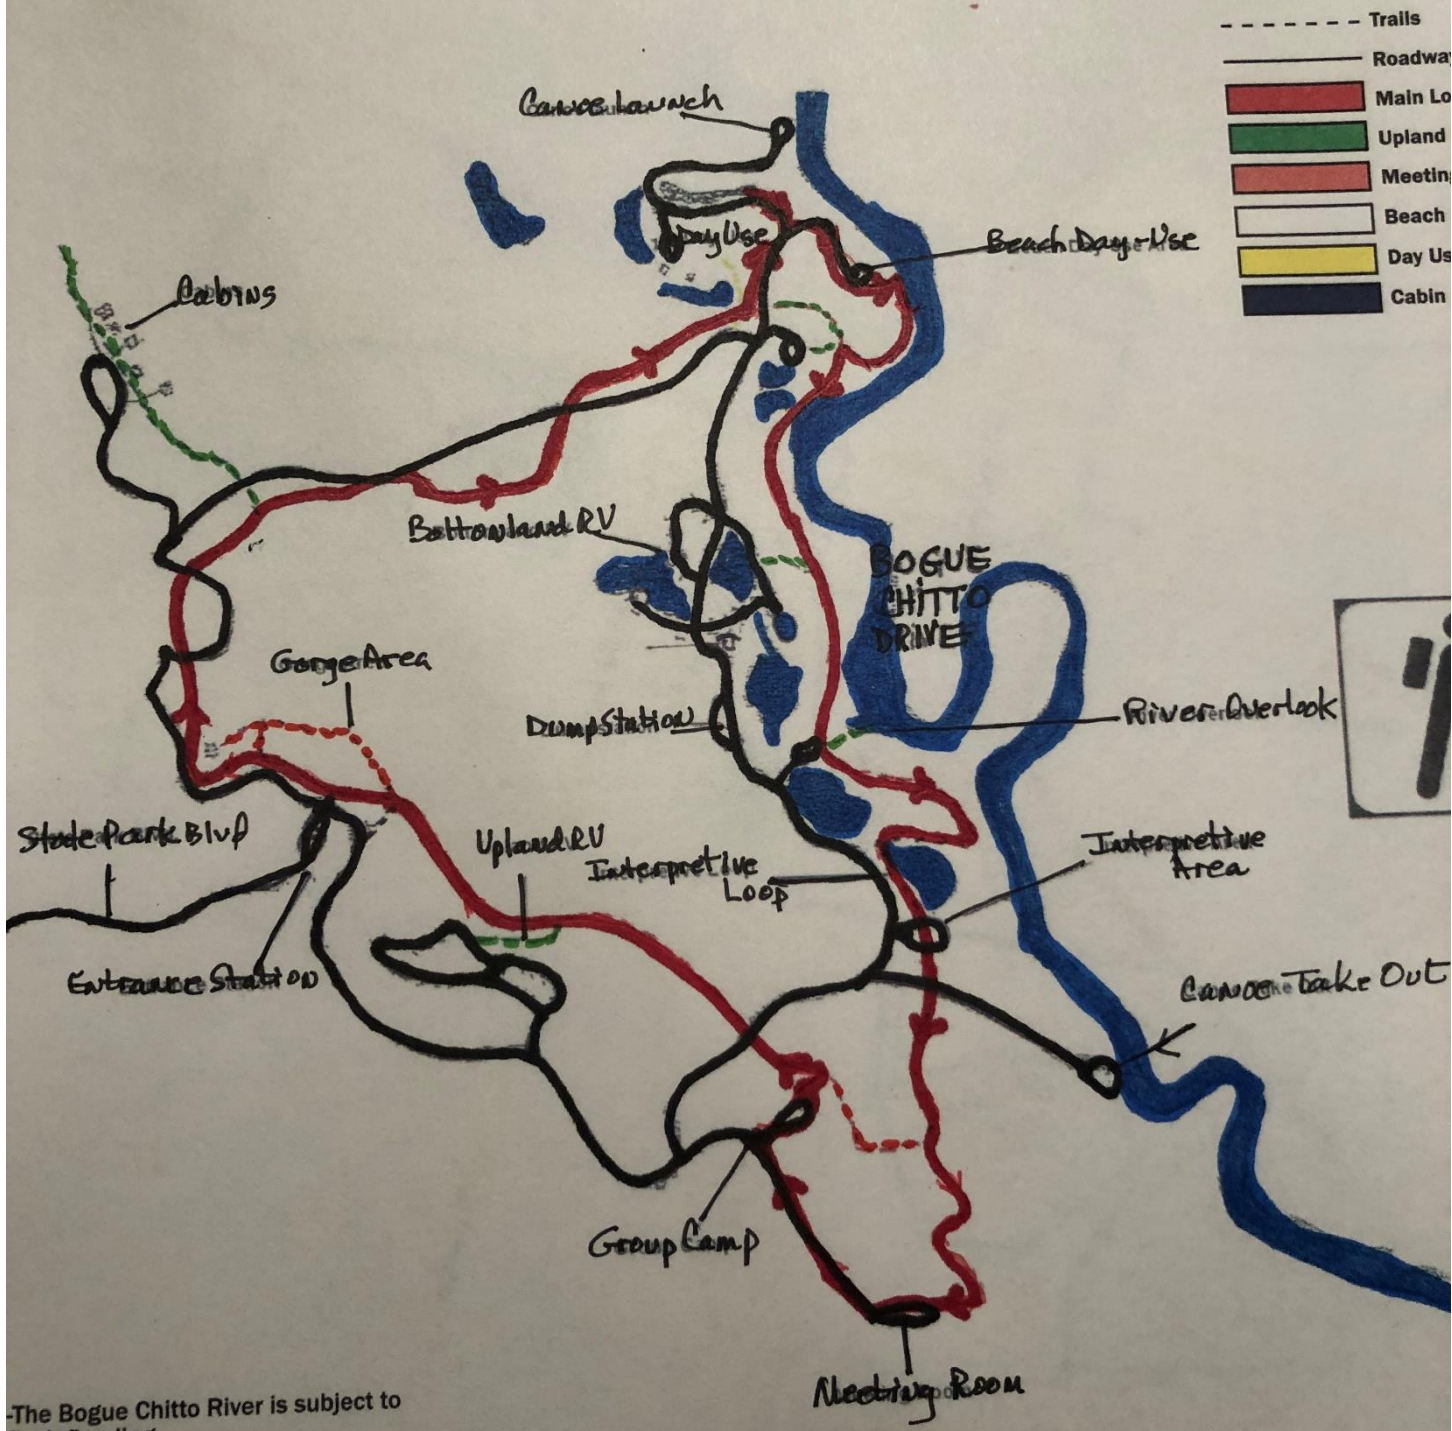 Trails
Roadway
Main Lo
Upland
Meeting
Beach
Day Us
Cabin
Canoe Launch
Day Use
Beach Day-Use
Cabins
Bottomland RV
BOGUE
CHITTO
DRIVE
Gorge Area
Dump Station
River Overlook
State Park Blvd
Upland RV
Interpretive
Loop
Interpretive
Area
Entrance Station
Canoe Take Out
Group Camp
Meeting Room
-The Bogue Chitto River is subject to